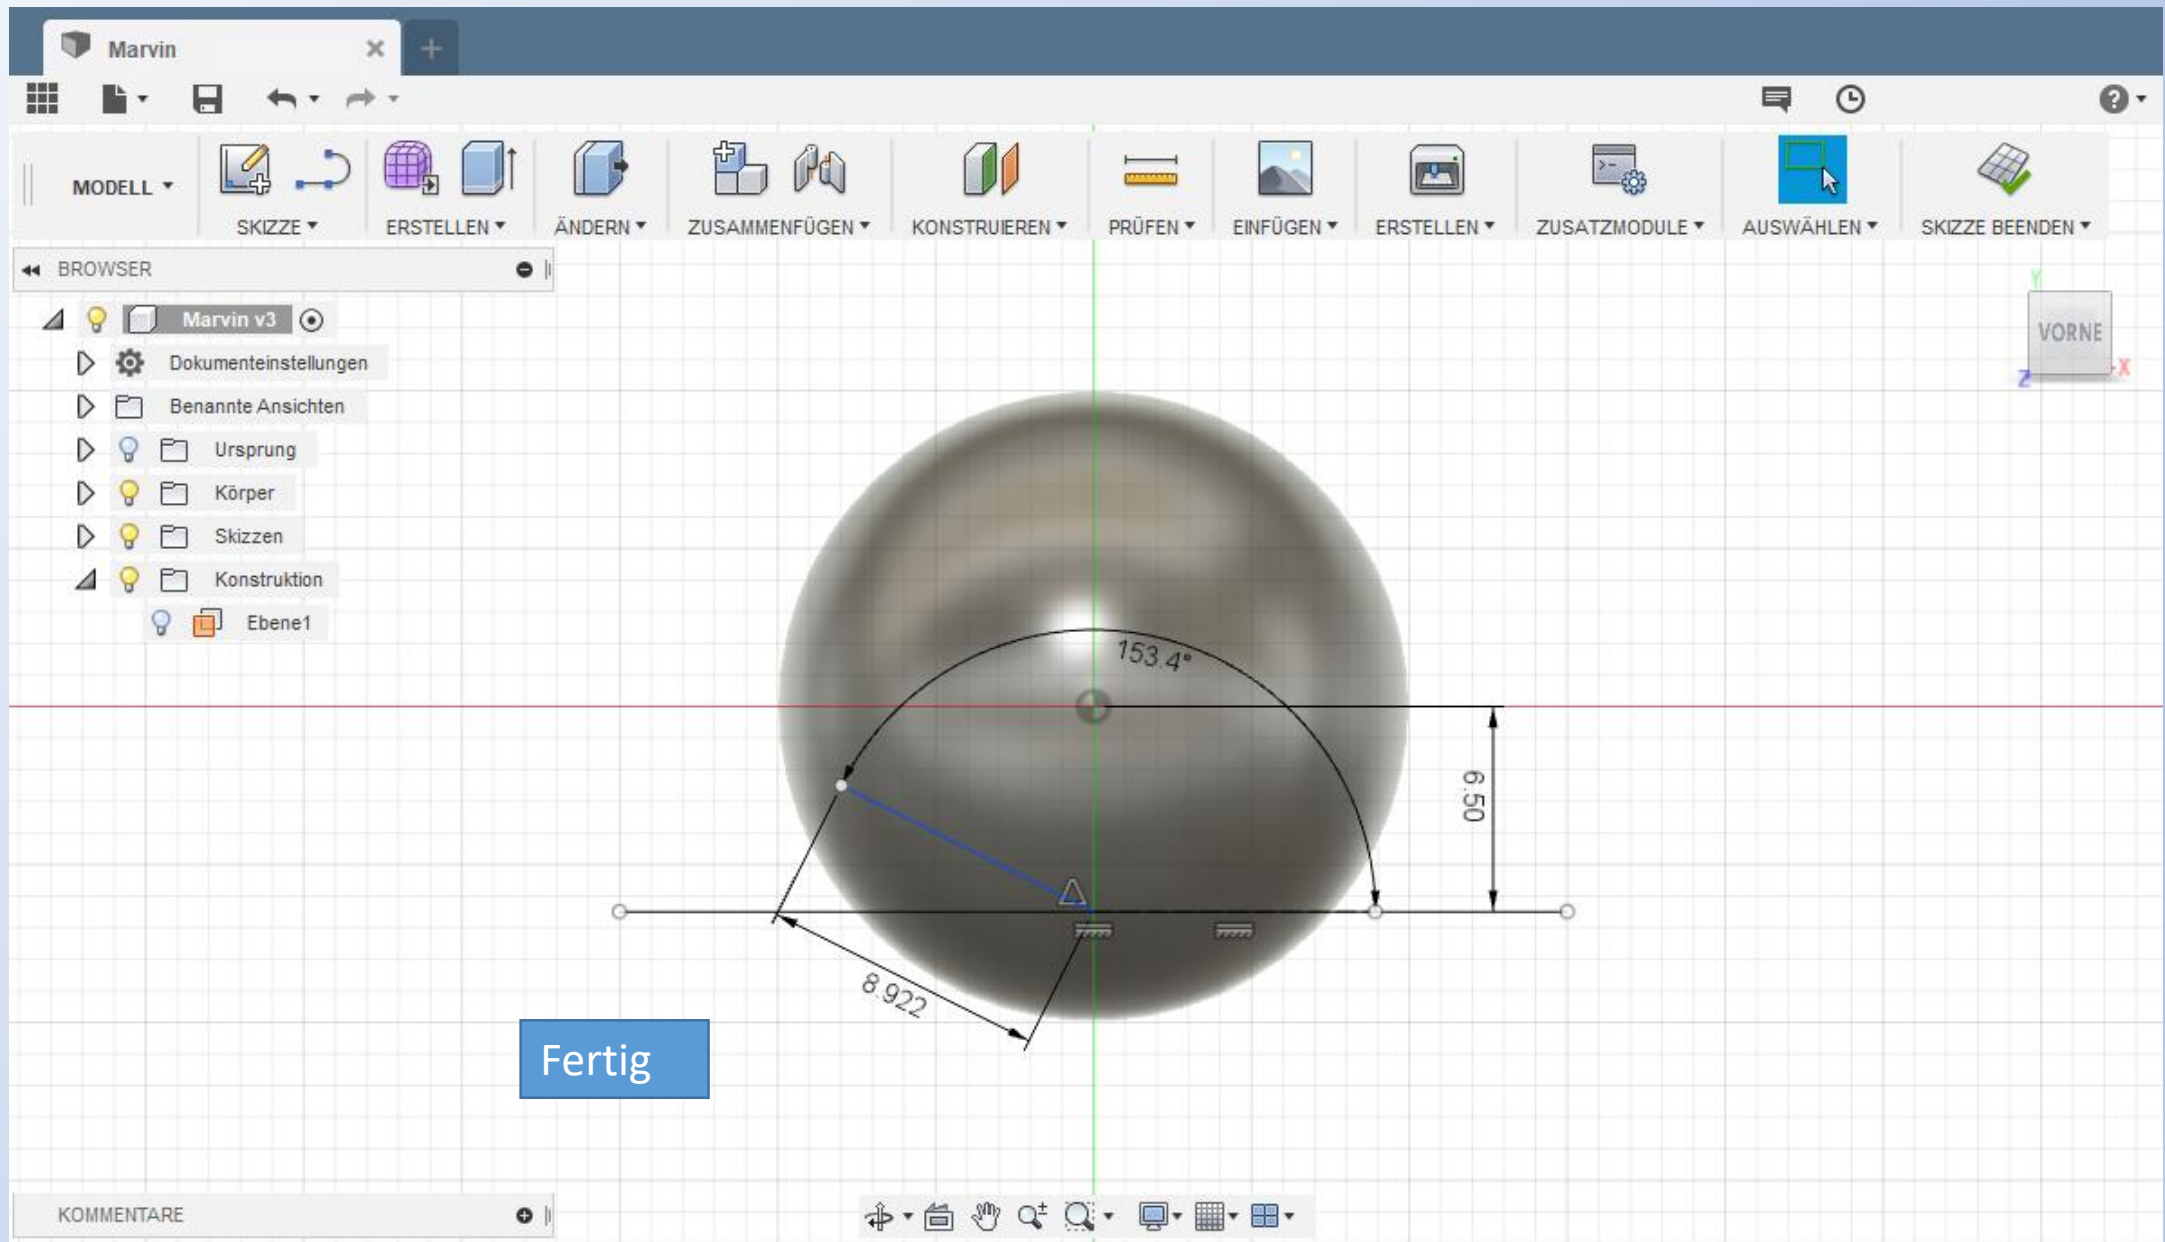 Marvin
MODELL
SKIZZE
ERSTELLEN
ÄNDERN
ZUSAMMENFÜGEN
KONSTRUIEREN
PRÜFEN
EINFÜGEN
ERSTELLEN
ZUSATZMODULE
AUSWÄHLEN
SKIZZE BEENDEN
BROWSER
Marvin v3
Dokumenteinstellungen
Benannte Ansichten
Ursprung
Körper
Skizzen
Konstruktion
Ebene1
Y
VORNE
X
Z
153.4°
6.50
8.922
Fertig
KOMMENTARE